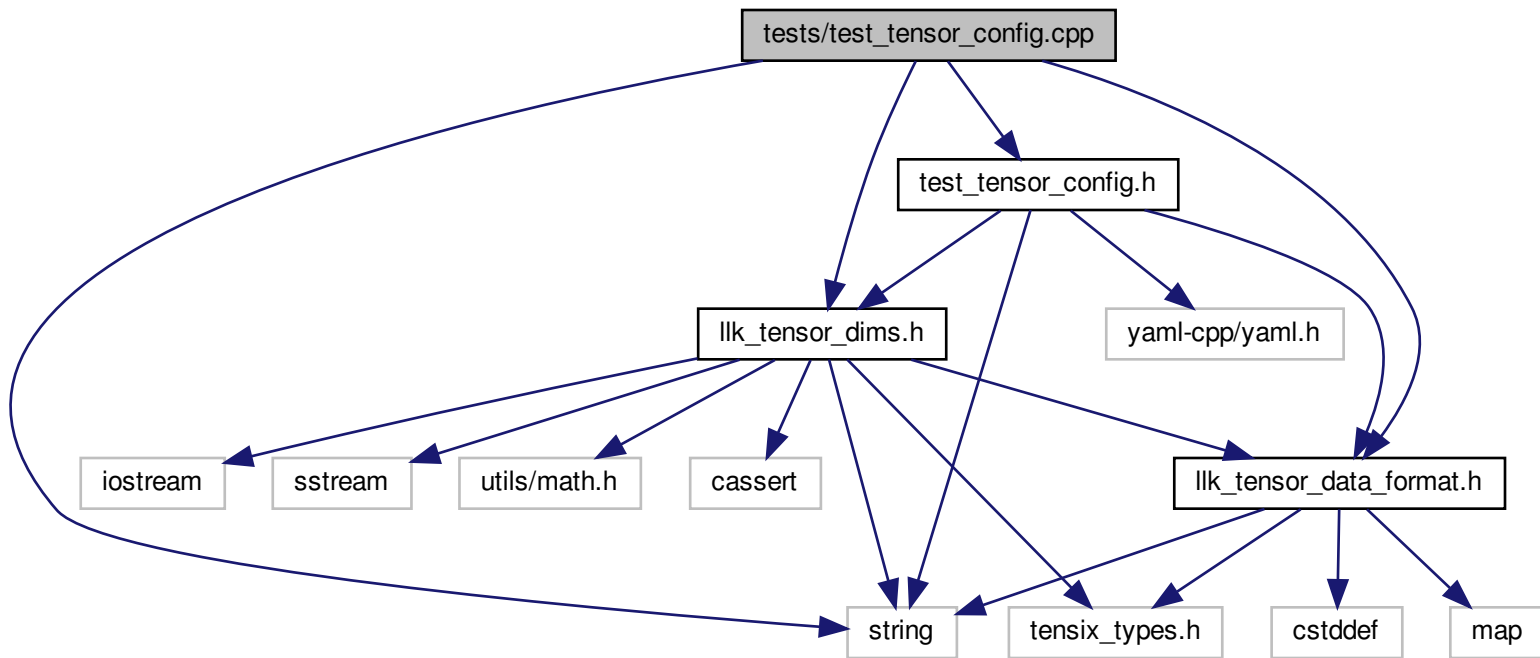 tests/test_tensor_config.cpp
test_tensor_config.h
llk_tensor_dims.h
yaml-cpp/yaml.h
iostream
sstream
utils/math.h
cassert
llk_tensor_data_format.h
string
tensix_types.h
cstddef
map